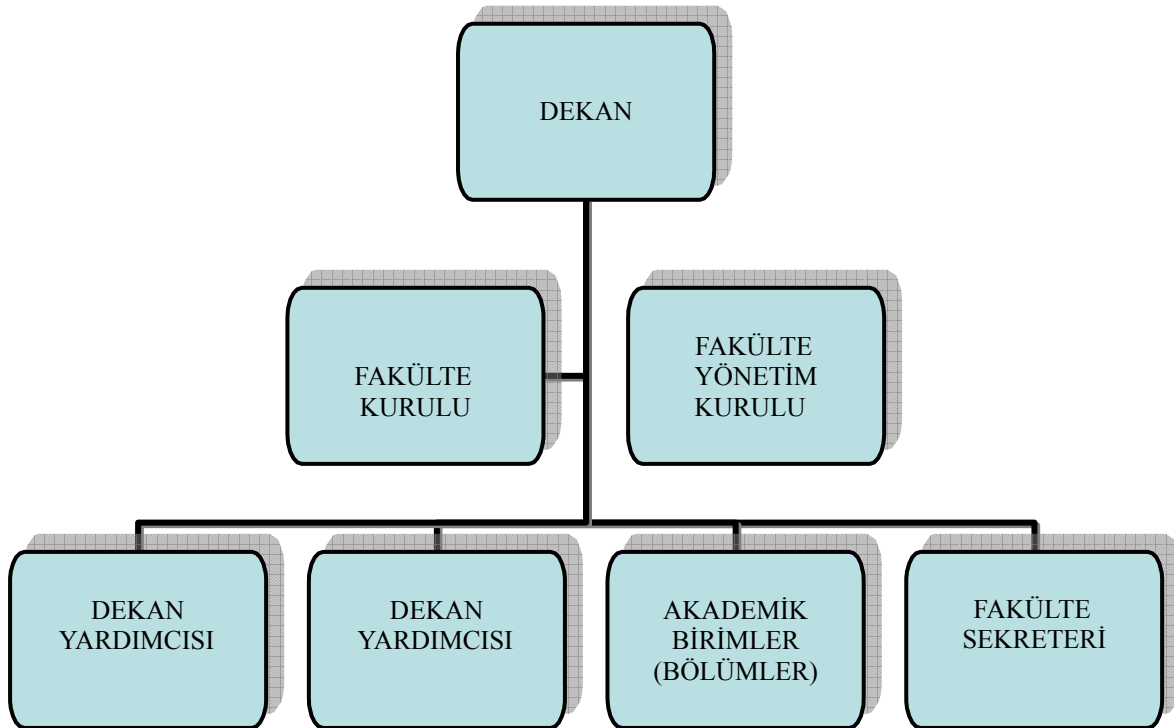 DEKAN
FAKÜLTE
KURULU
FAKÜLTE
YÖNETİM
KURULU
DEKAN
YARDIMCISI
DEKAN
YARDIMCISI
AKADEMİK
BİRİMLER
(BÖLÜMLER)
FAKÜLTE
SEKRETERİ